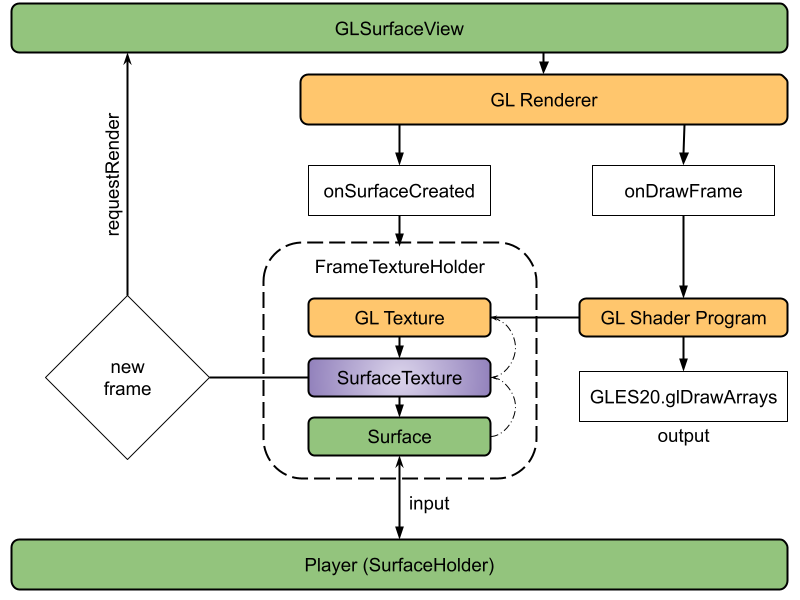 GLSurfaceView
GL Renderer
requestRender
onSurfaceCreated
onDrawFrame
FrameTextureHolder
GL Texture
GL Shader Program
new
frame
SurfaceTexture
GLES20.glDrawArrays
Surface
output
input
Player (SurfaceHolder)